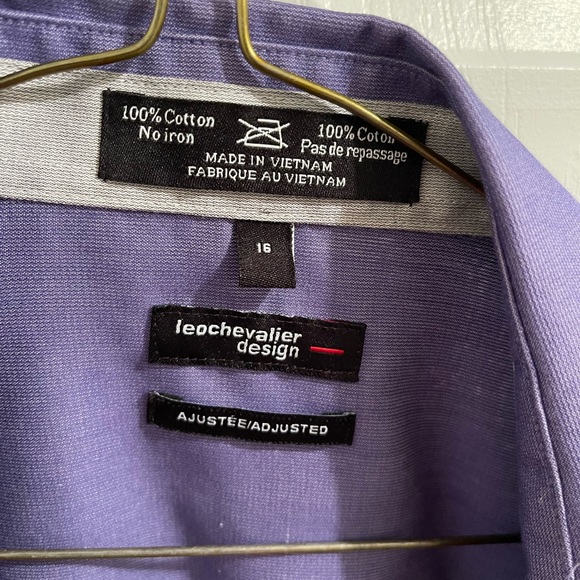 100% Cotton
No iron
100% Coton
Pas de repassage
MADE IN VIETNAM
FABRIQUE AU VIETNAM
16
leochevalier
design
AJUSTÉE/ADJUSTED